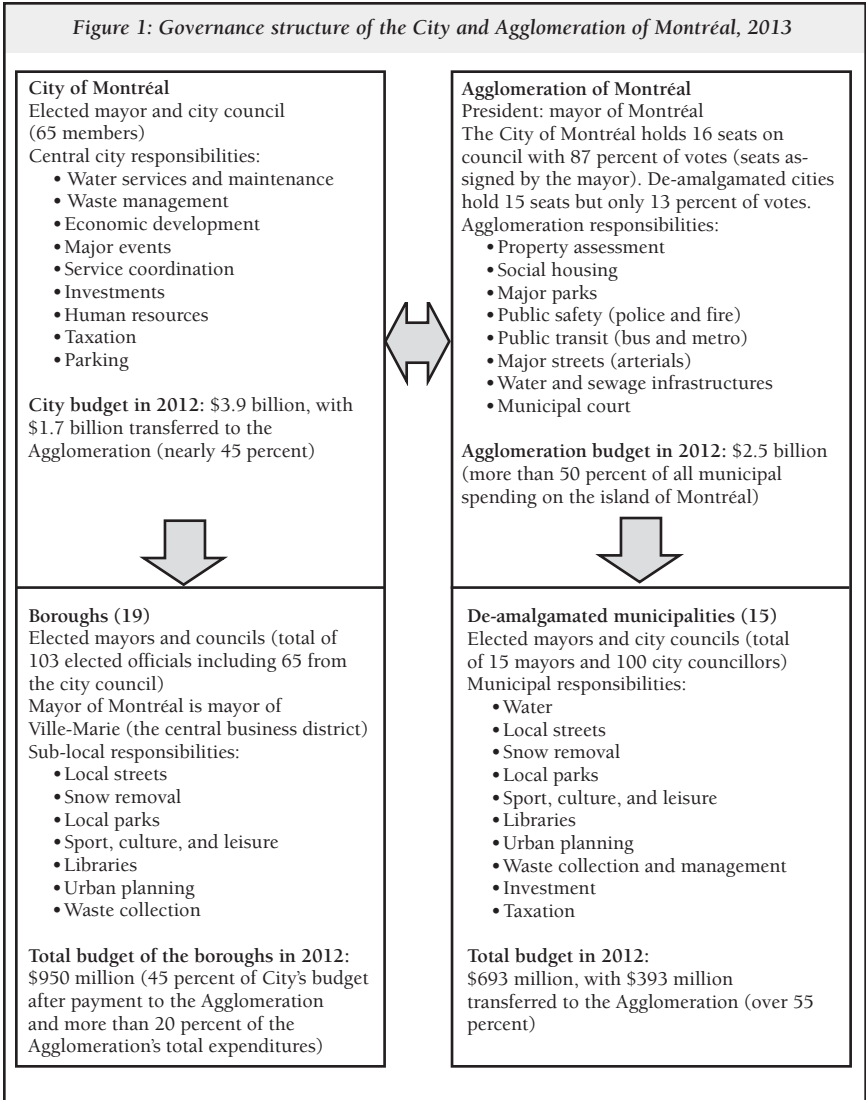 Figure 1: Governance structure of the City and Agglomeration of Montréal, 2013
City of Montréal
Elected mayor and city council
(65 members)
Central city responsibilities:
• Water services and maintenance
• Waste management
• Economic development
• Major events
• Service coordination
• Investments
• Human resources
• Taxation
• Parking
City budget in 2012: $3.9 billion, with
$1.7 billion transferred to the
Agglomeration (nearly 45 percent)
Agglomeration of Montréal
President: mayor of Montréal
The City of Montréal holds 16 seats on
council with 87 percent of votes (seats as-
signed by the mayor). De-amalgamated cities
hold 15 seats but only 13 percent of votes.
Agglomeration responsibilities:
• Property assessment
• Social housing
• Major parks
• Public safety (police and fire)
• Public transit (bus and metro)
• Major streets (arterials)
• Water and sewage infrastructures
• Municipal court
Agglomeration budget in 2012: $2.5 billion
(more than 50 percent of all municipal
spending on the island of Montréal)
Boroughs (19)
Elected mayors and councils (total of
103 elected officials including 65 from
the city council)
Mayor of Montréal is mayor of
Ville-Marie (the central business district)
Sub-local responsibilities:
• Local streets
• Snow removal
• Local parks
• Sport, culture, and leisure
• Libraries
• Urban planning
• Waste collection
Total budget of the boroughs in 2012:
$950 million (45 percent of City's budget
after payment to the Agglomeration
and more than 20 percent of the
Agglomeration's total expenditures)
De-amalgamated municipalities (15)
Elected mayors and city councils (total
of 15 mayors and 100 city councillors)
Municipal responsibilities:
• Water
• Local streets
• Snow removal
• Local parks
• Sport, culture, and leisure
• Libraries
• Urban planning
• Waste collection and management
• Investment
• Taxation
Total budget in 2012:
$693 million, with $393 million
transferred to the Agglomeration (over 55
percent)